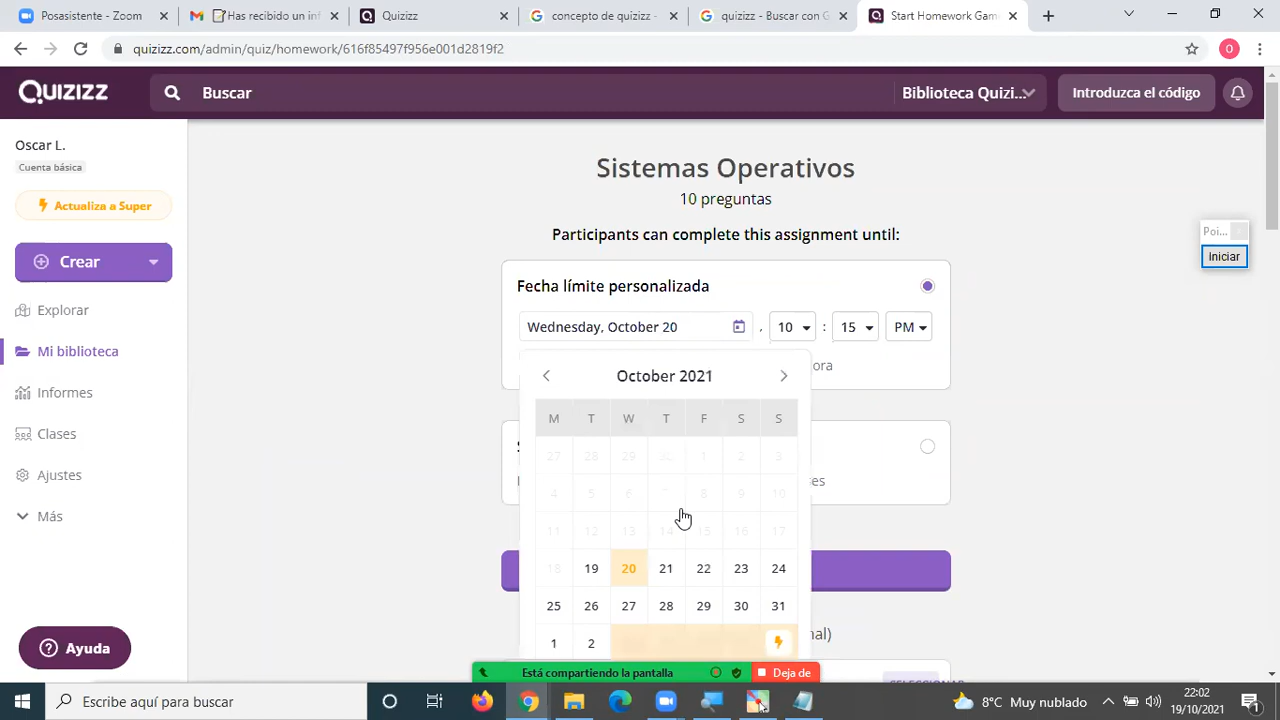 Posasistente - Zoom
Has recibido un inf
Quizizz
concepto de quizizz -
quizizz - Buscar con G
Start Homework Gam
quizizz.com/admin/quiz/homework/616f85497f956e001d2819f2
O
Quizizz
Buscar
Biblioteca Quizi...
Introduzca el código
Oscar L.
Cuenta básica
Actualiza a Super
Crear
Explorar
Mi biblioteca
Informes
Clases
Ajustes
Más
Ayuda
Sistemas Operativos
10 preguntas
Participants can complete this assignment until:
Poi...
Iniciar
Fecha límite personalizada
Wednesday, October 20 , 10 : 15 PM
ora
October 2021
M T W T F S S
27 28 29 30 1 2 3
4 5 6 7 8 9 10
11 12 13 14 15 16 17
18 19 20 21 22 23 24
25 26 27 28 29 30 31
1 2
es
al)
SELECCIONAR
Está compartiendo la pantalla
Deja de
Escribe aquí para buscar
8°C Muy nublado
22:02
19/10/2021
1